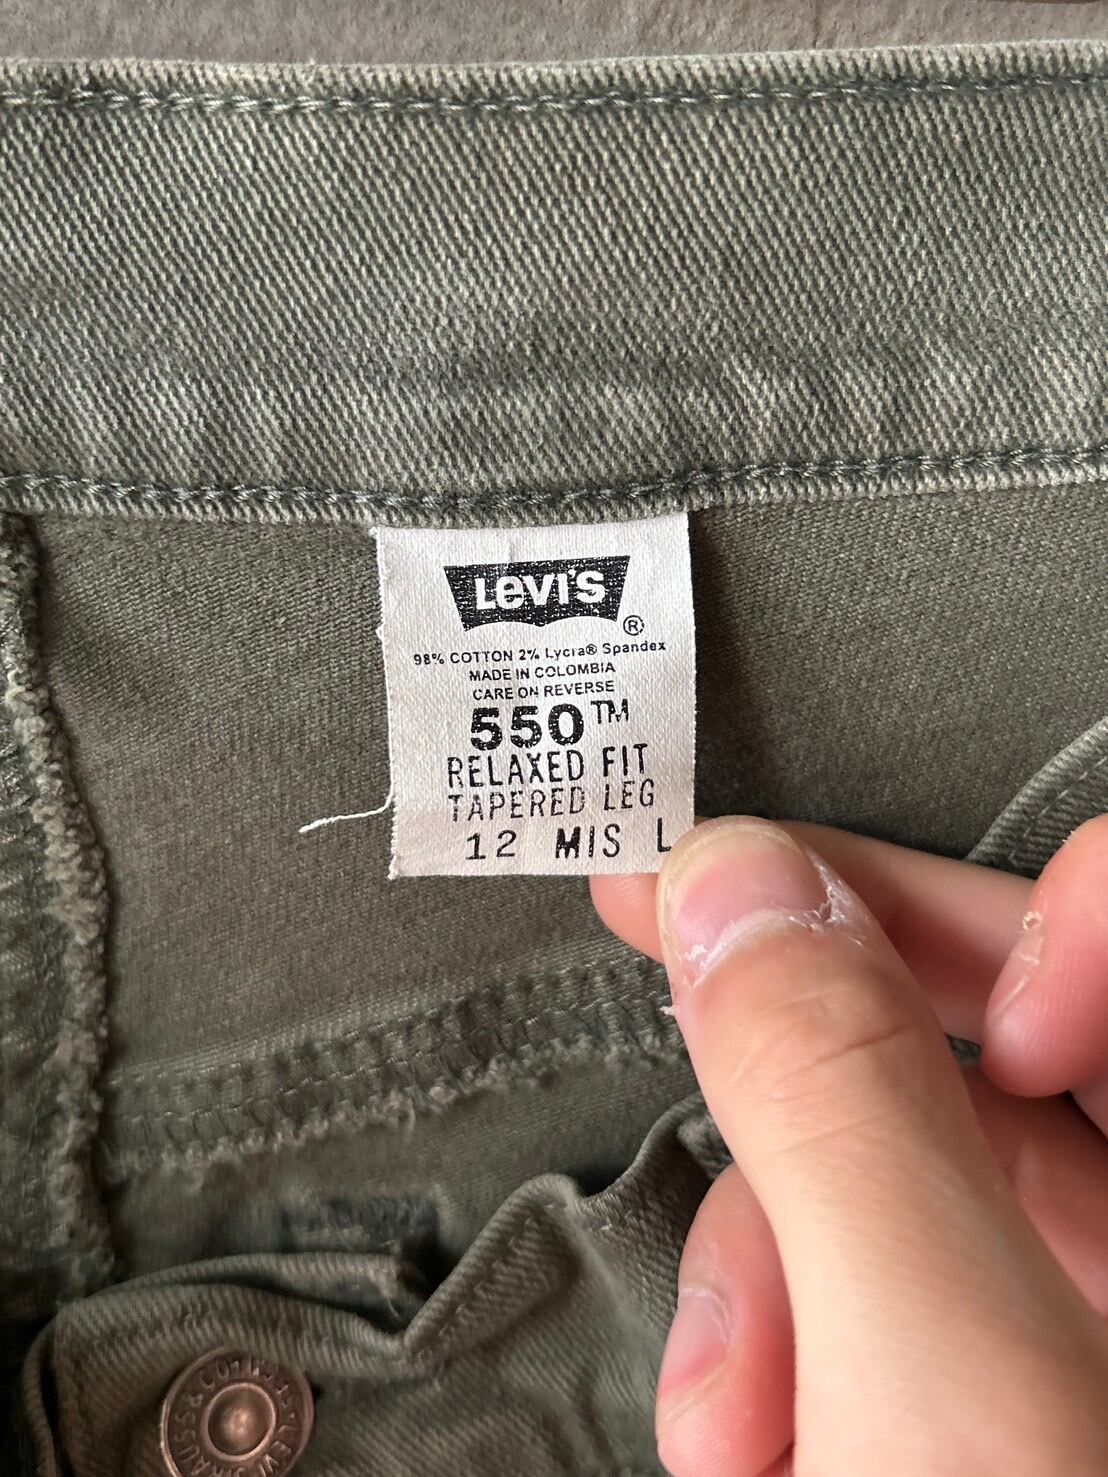 LEVI'S
®
98% COTTON 2% Lycra® Spandex
MADE IN COLOMBIA
CARE ON REVERSE
550™
RELAXED FIT
TAPERED LEG
12 MIS L